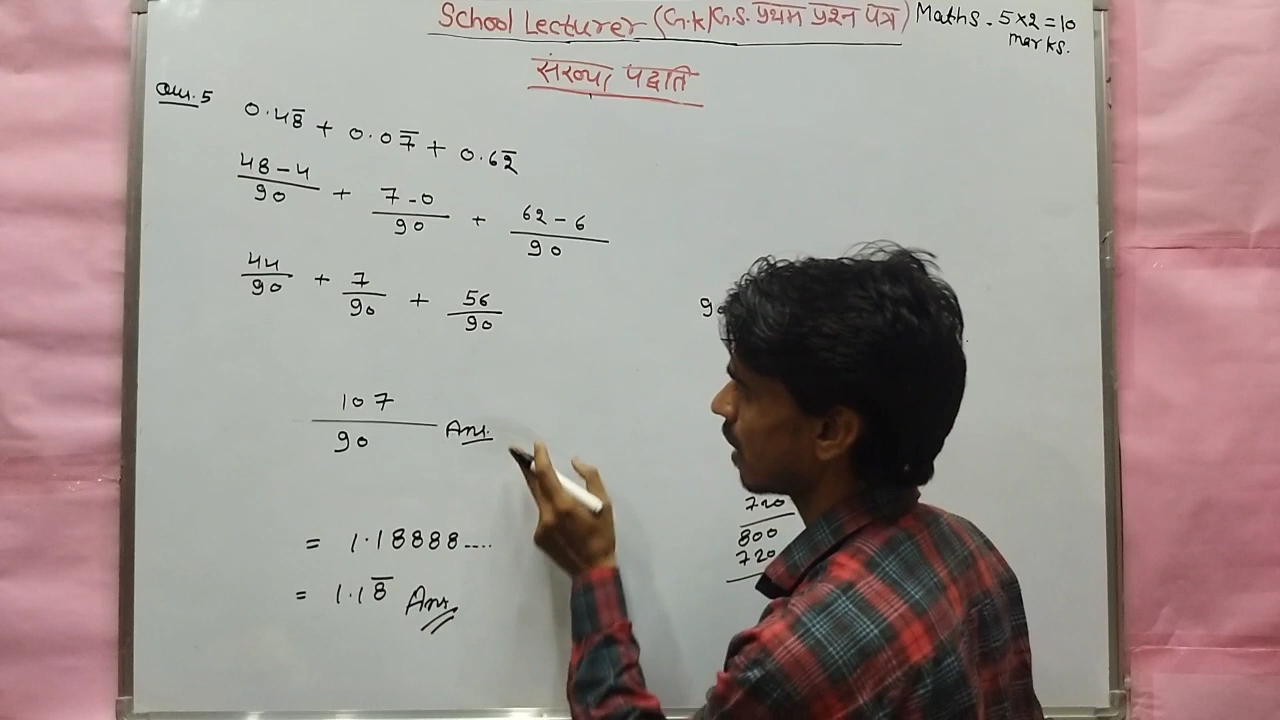 School Lecturer (G.K/G.S. प्रथम प्रश्न पत्र) Maths - 5×2=10 marks.
संख्या पद्धति
Que. 5
0.48̅ + 0.07̅ + 0.62̅
48-4/90 + 7-0/90 + 62-6/90
44/90 + 7/90 + 56/90
107/90 Ans.
= 1.18888....
= 1.18̅ Ans.
720
800
720